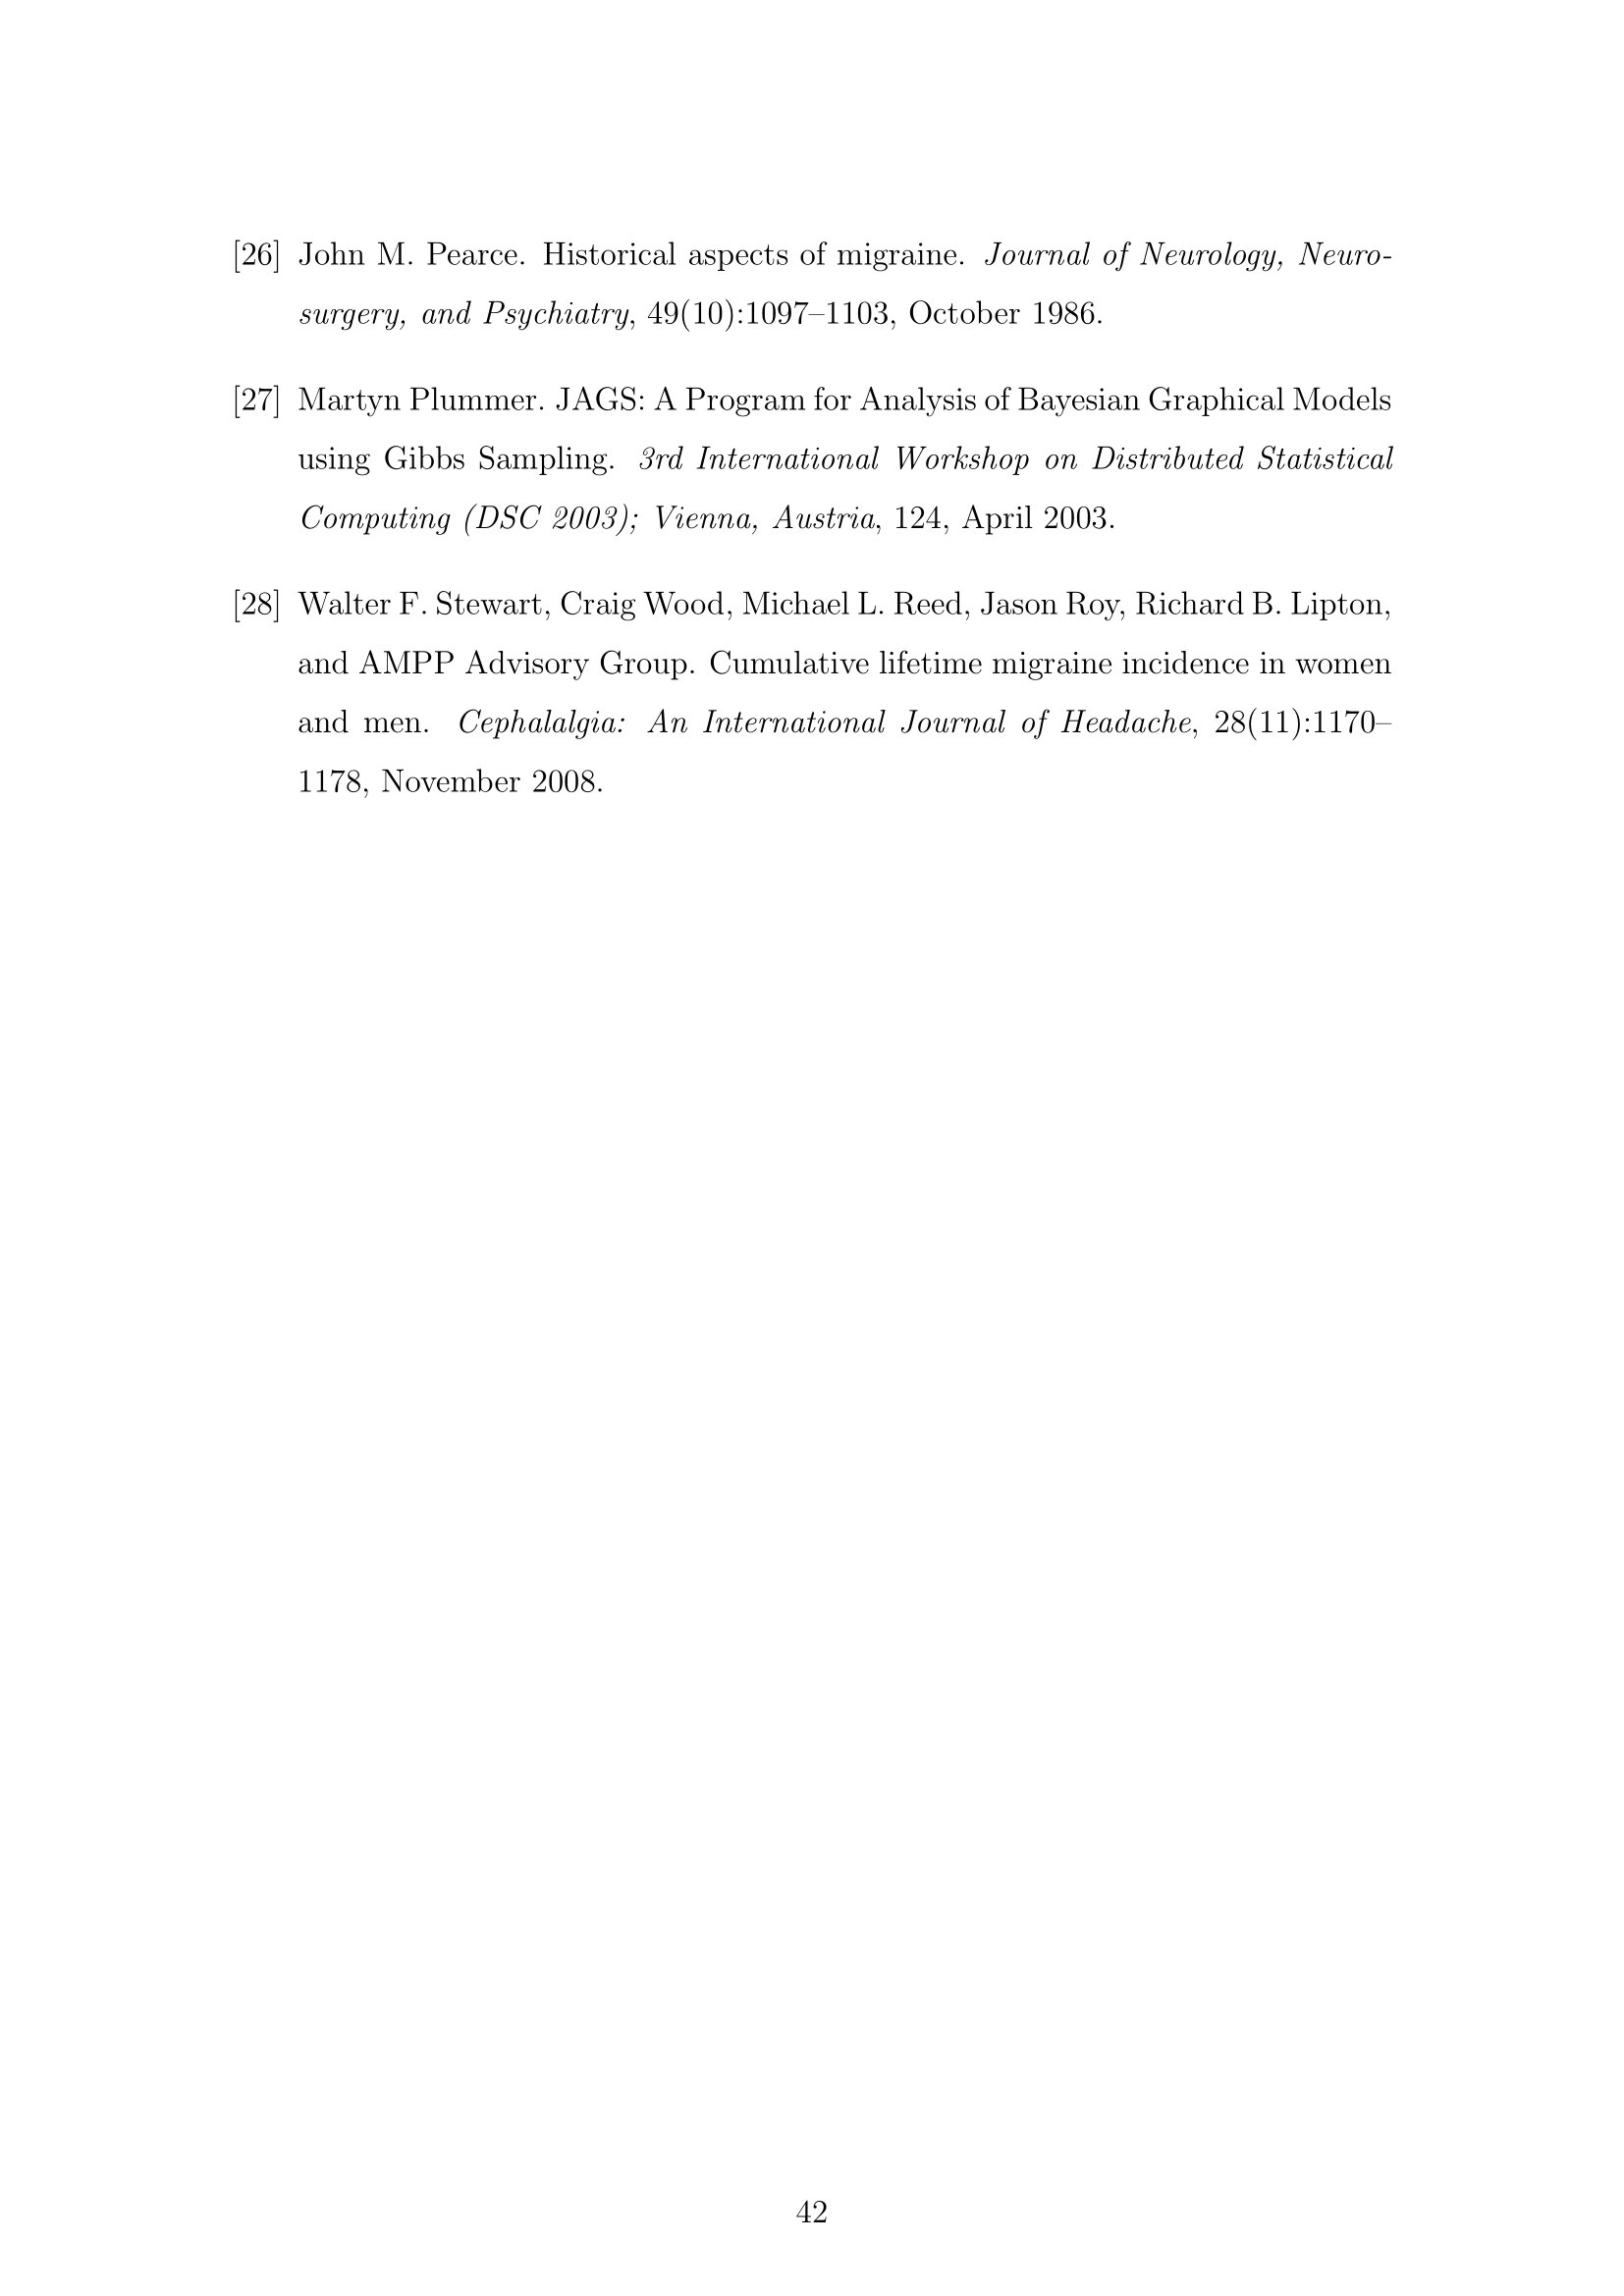 [26] John M. Pearce. Historical aspects of migraine. Journal of Neurology, Neuro-
surgery, and Psychiatry, 49(10):1097–1103, October 1986.
[27] Martyn Plummer. JAGS: A Program for Analysis of Bayesian Graphical Models
using Gibbs Sampling. 3rd International Workshop on Distributed Statistical
Computing (DSC 2003); Vienna, Austria, 124, April 2003.
[28] Walter F. Stewart, Craig Wood, Michael L. Reed, Jason Roy, Richard B. Lipton,
and AMPP Advisory Group. Cumulative lifetime migraine incidence in women
and men. Cephalalgia: An International Journal of Headache, 28(11):1170–
1178, November 2008.
42